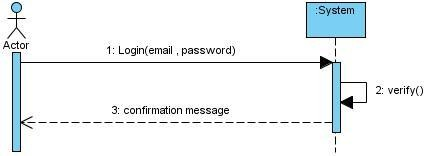 :System
Actor
1: Login(email , password)
2: verify()
3: confirmation message